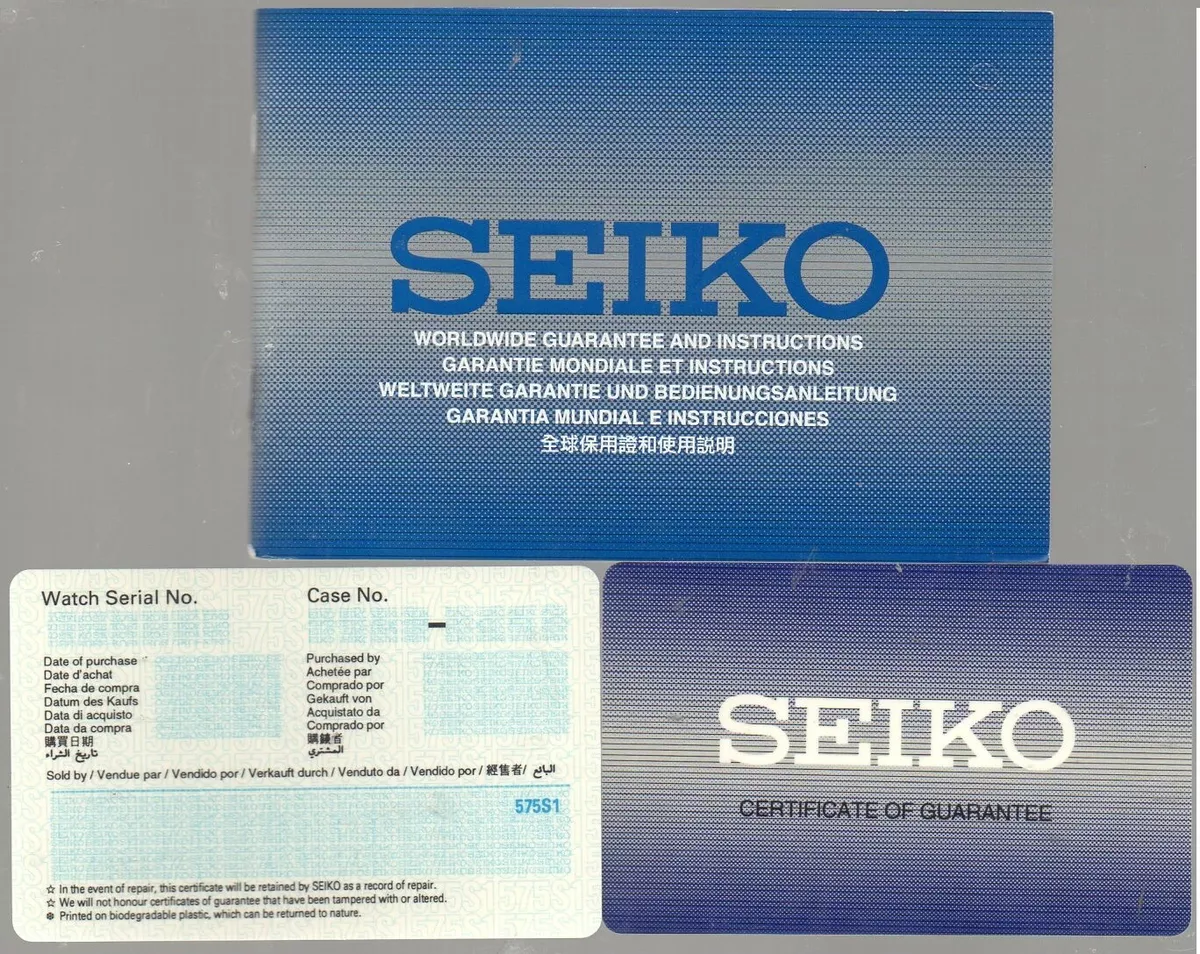 SEIKO
WORLDWIDE GUARANTEE AND INSTRUCTIONS
GARANTIE MONDIALE ET INSTRUCTIONS
WELTWEITE GARANTIE UND BEDIENUNGSANLEITUNG
GARANTIA MUNDIAL E INSTRUCCIONES
全球保用證和使用説明
Watch Serial No.
Case No.
–
Date of purchase
Date d'achat
Fecha de compra
Datum des Kaufs
Data di acquisto
Data da compra
購買日期
تاريخ الشراء
Purchased by
Achetée par
Comprado por
Gekauft von
Acquistato da
Comprado por
購錶者
المشتري
Sold by / Vendue par / Vendido por / Verkauft durch / Venduto da / Vendido por / 經售者/ البائع
575S1
☆ In the event of repair, this certificate will be retained by SEIKO as a record of repair.
☆ We will not honour certificates of guarantee that have been tampered with or altered.
❄ Printed on biodegradable plastic, which can be returned to nature.
SEIKO
CERTIFICATE OF GUARANTEE